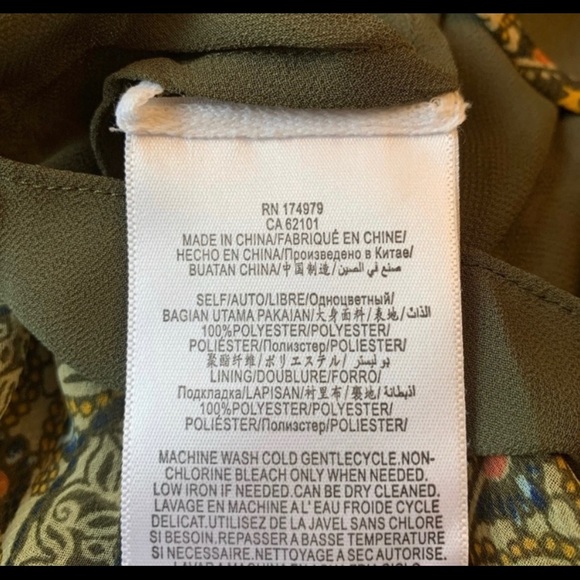 RN 174979
CA 62101
MADE IN CHINA/FABRIQUÉ EN CHINE/
HECHO EN CHINA/Произведено в Китае/
BUATAN CHINA/中国制造/ صنع في الصين/
SELF/AUTO/LIBRE/Одноцветный/
BAGIAN UTAMA PAKAIAN/大身面料/表地/الذات/
100%POLYESTER/POLYESTER/
POLIÉSTER/Полиэстер/POLIESTER/
聚酯纤维/ポリエステル/ بوليستر/
LINING/DOUBLURE/FORRO/
Подкладка/LAPISAN/衬里布/裏地/
100%POLYESTER/POLYESTER/
POLIÉSTER/Полиэстер/POLIESTER/
MACHINE WASH COLD GENTLECYCLE.NON-
CHLORINE BLEACH ONLY WHEN NEEDED.
LOW IRON IF NEEDED.CAN BE DRY CLEANED.
LAVAGE EN MACHINE A L' EAU FROIDE CYCLE
DELICAT.UTILISEZ DE LA JAVEL SANS CHLORE
SI BESOIN. REPASSER A BASSE TEMPERATURE
SI NECESSAIRE. NETTOYAGE A SEC AUTORISE.